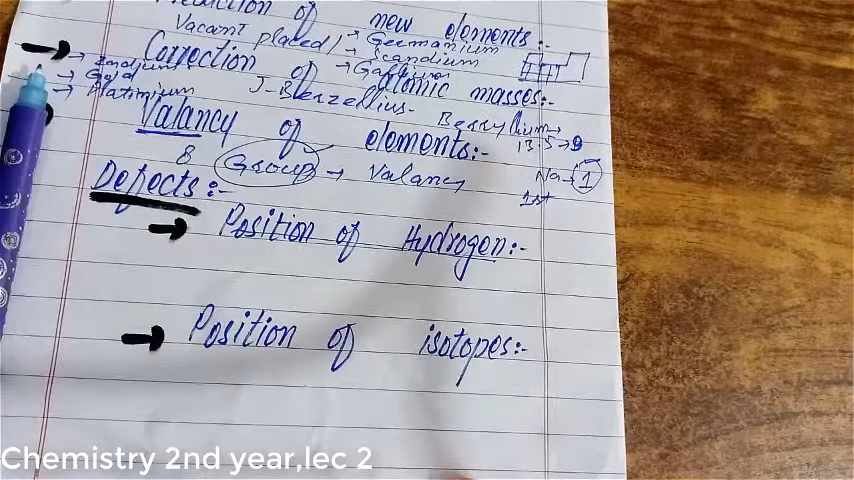 new elements:-
Vacant placed / → Germanium
→ Scandium
Correction of atomic masses:-
→ Indium
→ Gold
→ Platinium
J-Berzellius-
Beryllium→
13.5→9
Valancy of elements:-
8
Group → Valancy
Na→1
1st
Defects:-
→ Position of Hydrogen:-
→ Position of isotopes:-
Chemistry 2nd year,lec 2